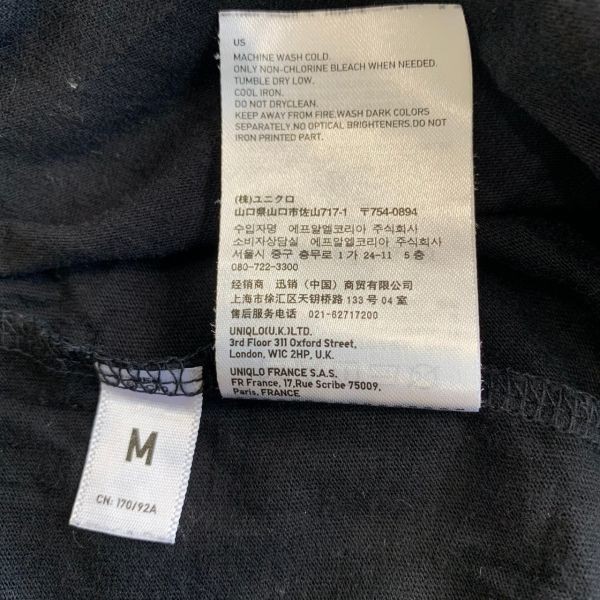 US
MACHINE WASH COLD.
ONLY NON-CHLORINE BLEACH WHEN NEEDED.
TUMBLE DRY LOW.
COOL IRON.
DO NOT DRYCLEAN.
KEEP AWAY FROM FIRE.WASH DARK COLORS
SEPARATELY.NO OPTICAL BRIGHTENERS.DO NOT
IRON PRINTED PART.
(株)ユニクロ
山口県山口市佐山717-1 〒754-0894
수입자명 에프알엘코리아 주식회사
소비자상담실 에프알엘코리아 주식회사
서울시 중구 충무로 1 가 24-11 5 층
080-722-3300
经销商 迅销（中国）商贸有限公司
上海市徐汇区天钥桥路 133 号 04 室
售后服务电话 021-62717200
UNIQLO(U.K.)LTD.
3rd Floor 311 Oxford Street,
London, W1C 2HP, U.K.
UNIQLO FRANCE S.A.S.
FR France, 17,Rue Scribe 75009,
Paris, FRANCE
M
CN: 170/92A